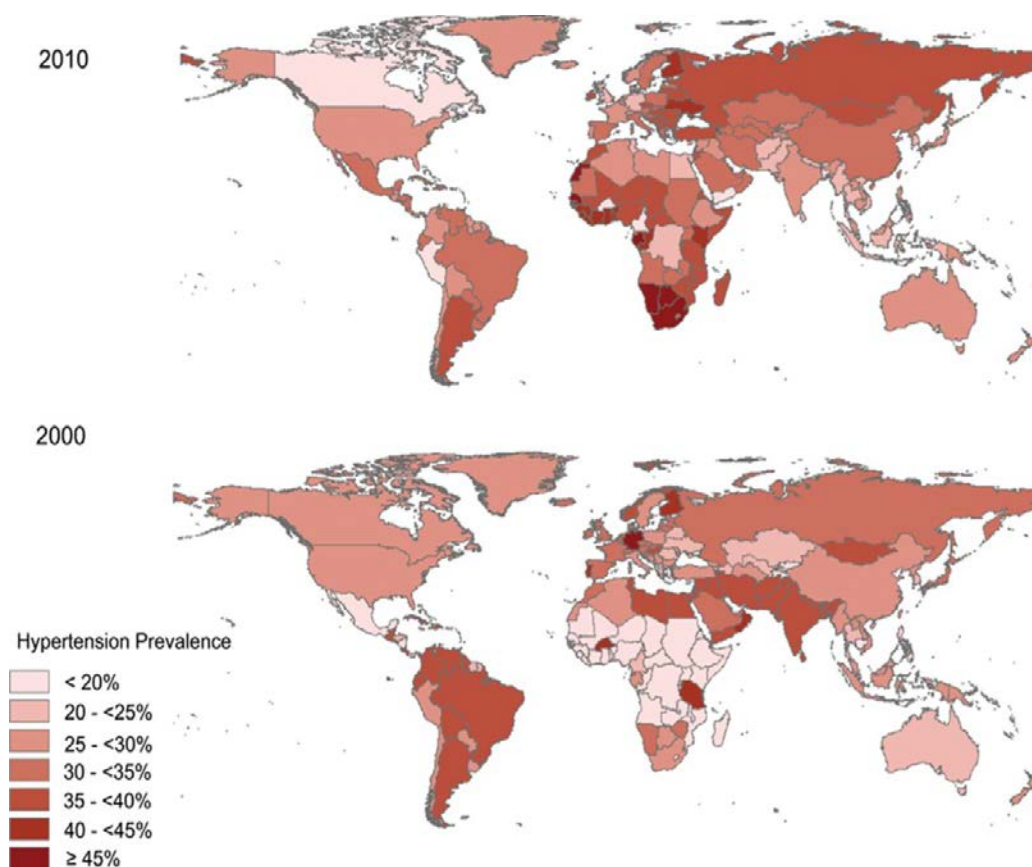 2010
2000
Hypertension Prevalence
< 20%
20 - <25%
25 - <30%
30 - <35%
35 - <40%
40 - <45%
≥ 45%